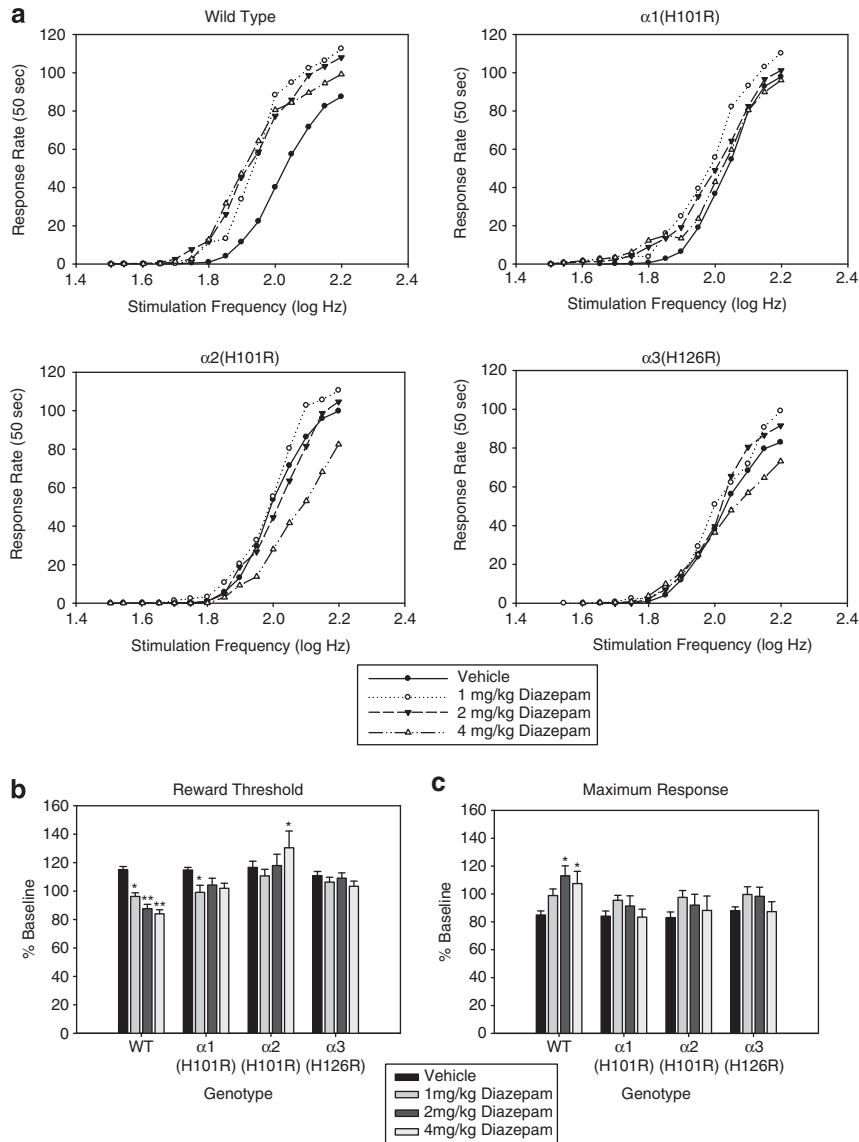 a
Wild Type
α1(H101R)
Response Rate (50 sec)
120
100
80
60
40
20
0
1.4 1.6 1.8 2.0 2.2 2.4
Stimulation Frequency (log Hz)
Response Rate (50 sec)
120
100
80
60
40
20
0
1.4 1.6 1.8 2.0 2.2 2.4
Stimulation Frequency (log Hz)
α2(H101R)
α3(H126R)
Response Rate (50 sec)
120
100
80
60
40
20
0
1.4 1.6 1.8 2.0 2.2 2.4
Stimulation Frequency (log Hz)
Response Rate (50 sec)
120
100
80
60
40
20
0
1.4 1.6 1.8 2.0 2.2 2.4
Stimulation Frequency (log Hz)
Vehicle
1 mg/kg Diazepam
2 mg/kg Diazepam
4 mg/kg Diazepam
b
Reward Threshold
% Baseline
160
140
120
100
80
60
40
20
0
* ** **
*
*
WT α1 α2 α3
(H101R) (H101R) (H126R)
Genotype
c
Maximum Response
% Baseline
160
140
120
100
80
60
40
20
0
* *
WT α1 α2 α3
(H101R) (H101R) (H126R)
Genotype
Vehicle
1mg/kg Diazepam
2mg/kg Diazepam
4mg/kg Diazepam